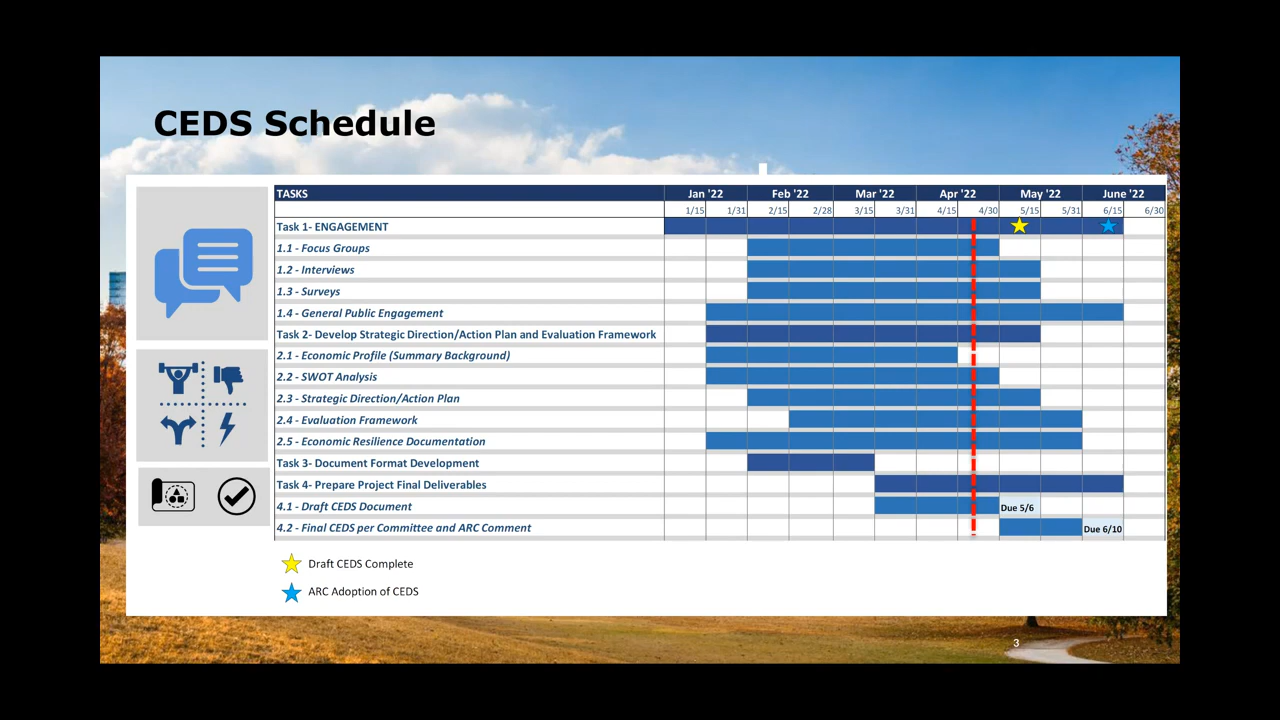 CEDS Schedule
TASKS Jan '22 Feb '22 Mar '22 Apr '22 May '22 June '22
1/15 1/31 2/15 2/28 3/15 3/31 4/15 4/30 5/15 5/31 6/15 6/30
Task 1- ENGAGEMENT
1.1 - Focus Groups
1.2 - Interviews
1.3 - Surveys
1.4 - General Public Engagement
Task 2- Develop Strategic Direction/Action Plan and Evaluation Framework
2.1 - Economic Profile (Summary Background)
2.2 - SWOT Analysis
2.3 - Strategic Direction/Action Plan
2.4 - Evaluation Framework
2.5 - Economic Resilience Documentation
Task 3- Document Format Development
Task 4- Prepare Project Final Deliverables
4.1 - Draft CEDS Document Due 5/6
4.2 - Final CEDS per Committee and ARC Comment Due 6/10
Draft CEDS Complete
ARC Adoption of CEDS
3